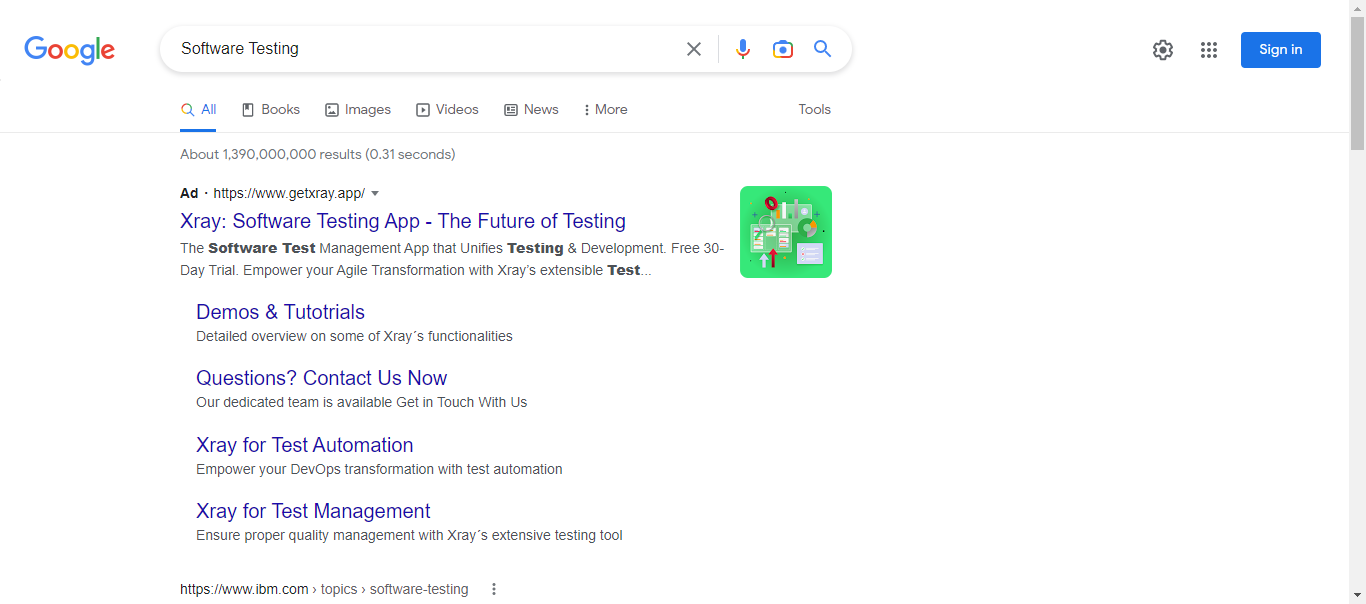 Google
Software Testing
Sign in
All Books Images Videos News More Tools
About 1,390,000,000 results (0.31 seconds)
Ad · https://www.getxray.app/
Xray: Software Testing App - The Future of Testing
The Software Test Management App that Unifies Testing & Development. Free 30-
Day Trial. Empower your Agile Transformation with Xray’s extensible Test...
Demos & Tutotrials
Detailed overview on some of Xray´s functionalities
Questions? Contact Us Now
Our dedicated team is available Get in Touch With Us
Xray for Test Automation
Empower your DevOps transformation with test automation
Xray for Test Management
Ensure proper quality management with Xray´s extensive testing tool
https://www.ibm.com › topics › software-testing